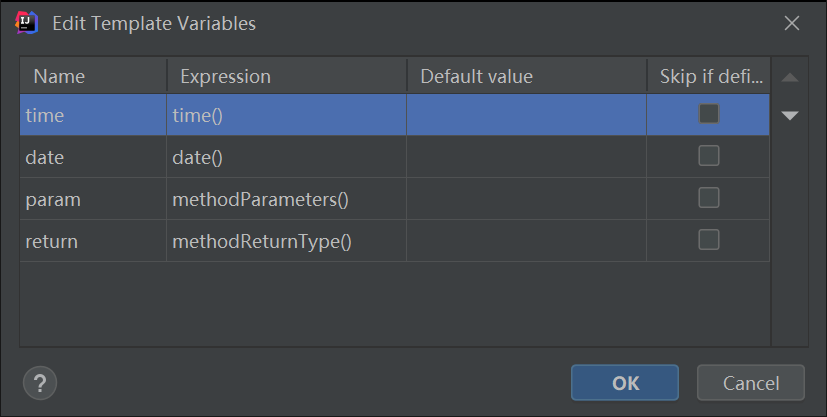 IJ
Edit Template Variables
Name Expression Default value Skip if defi...
time time()
date date()
param methodParameters()
return methodReturnType()
? OK Cancel